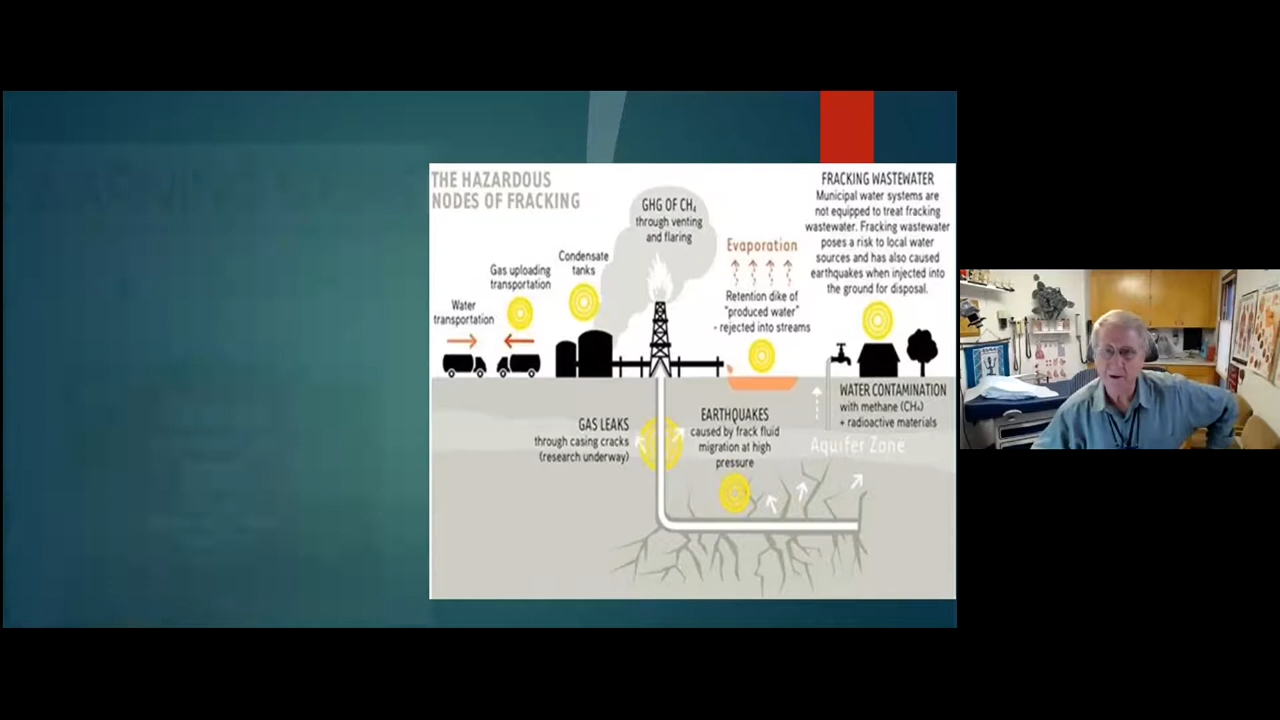 THE HAZARDOUS
NODES OF FRACKING
GHG OF CH₄
through venting
and flaring
FRACKING WASTEWATER
Municipal water systems are
not equipped to treat fracking
wastewater. Fracking wastewater
poses a risk to local water
sources and has also caused
earthquakes when injected into
the ground for disposal.
Evaporation
Condensate
tanks
Gas uploading
transportation
Water
transportation
Retention dike of
"produced water"
- rejected into streams
WATER CONTAMINATION
with methane (CH₄)
+ radioactive materials
Aquifer Zone
GAS LEAKS
through casing cracks
(research underway)
EARTHQUAKES
caused by frack fluid
migration at high
pressure